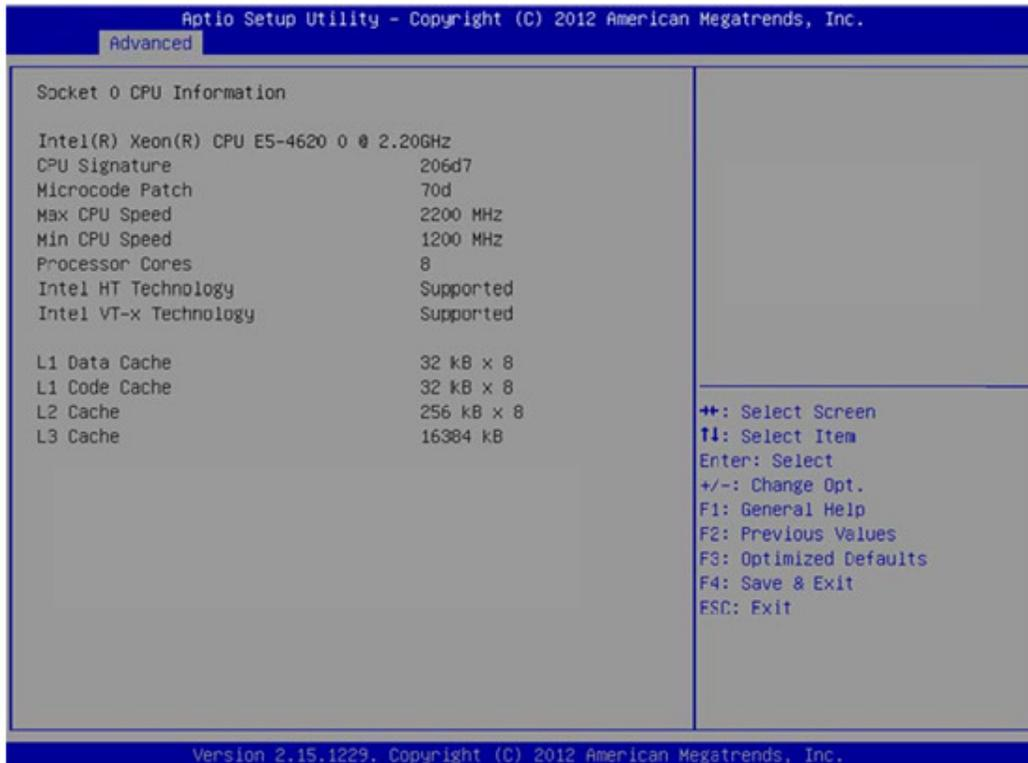 Aptio Setup Utility – Copyright (C) 2012 American Megatrends, Inc.
Advanced
Socket 0 CPU Information
Intel(R) Xeon(R) CPU E5-4620 0 @ 2.20GHz
CPU Signature 206d7
Microcode Patch 70d
Max CPU Speed 2200 MHz
Min CPU Speed 1200 MHz
Processor Cores 8
Intel HT Technology Supported
Intel VT-x Technology Supported
L1 Data Cache 32 kB x 8
L1 Code Cache 32 kB x 8
L2 Cache 256 kB x 8
L3 Cache 16384 kB
→←: Select Screen
↑↓: Select Item
Enter: Select
+/-: Change Opt.
F1: General Help
F2: Previous Values
F3: Optimized Defaults
F4: Save & Exit
ESC: Exit
Version 2.15.1229. Copyright (C) 2012 American Megatrends, Inc.